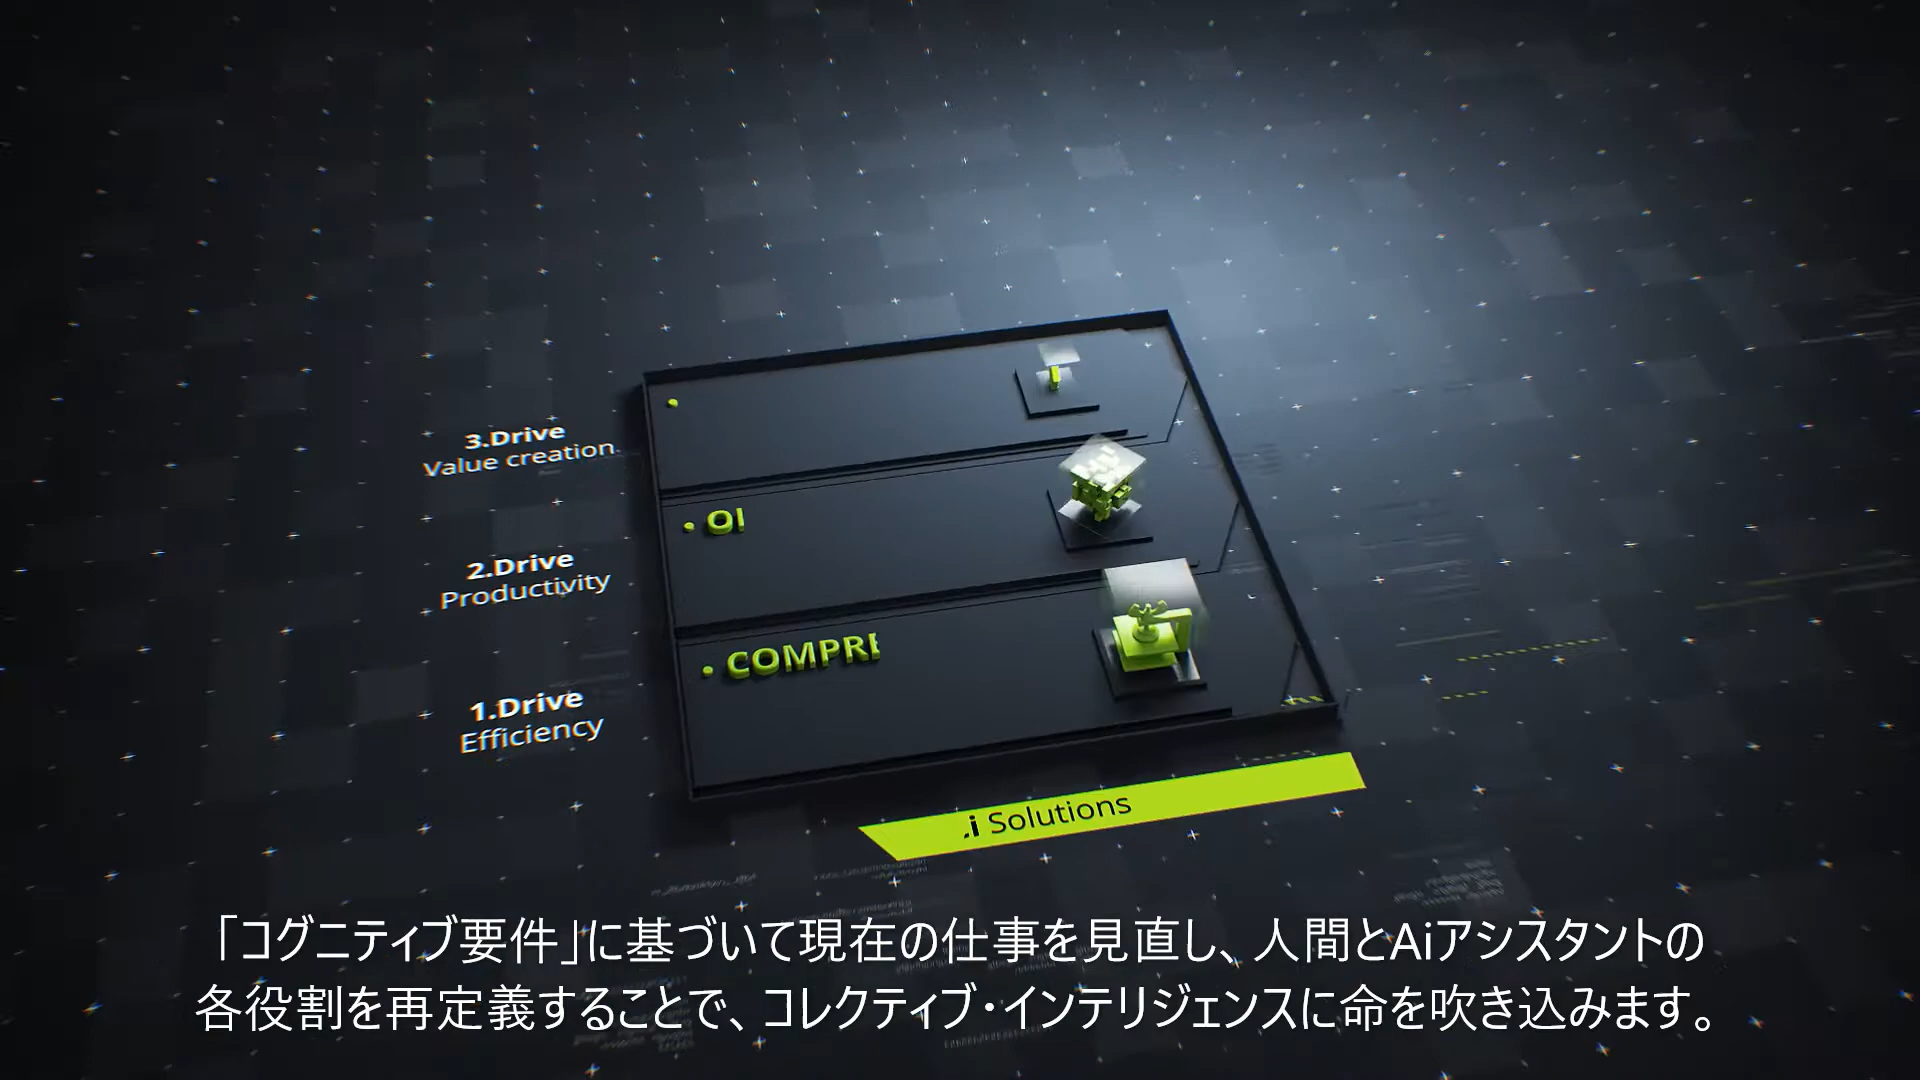 3.Drive
Value creation
2.Drive
Productivity
1.Drive
Efficiency
• COMPR
.i Solutions
「コグニティブ要件」に基づいて現在の仕事を見直し、人間とAiアシスタントの
各役割を再定義することで、コレクティブ・インテリジェンスに命を吹き込みます。